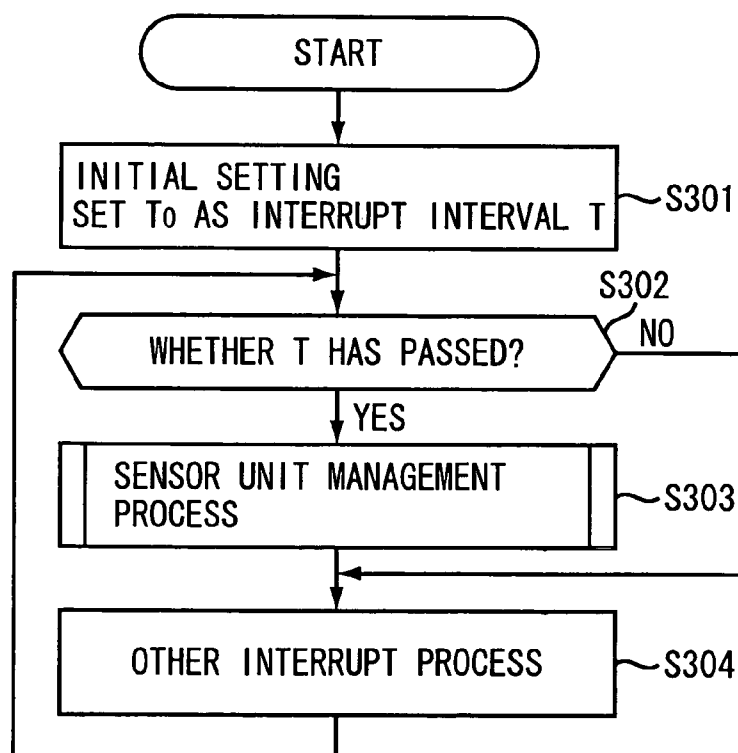 START
INITIAL SETTING
SET T0 AS INTERRUPT INTERVAL T
S301
S302
WHETHER T HAS PASSED?
NO
YES
SENSOR UNIT MANAGEMENT
PROCESS
S303
OTHER INTERRUPT PROCESS
S304